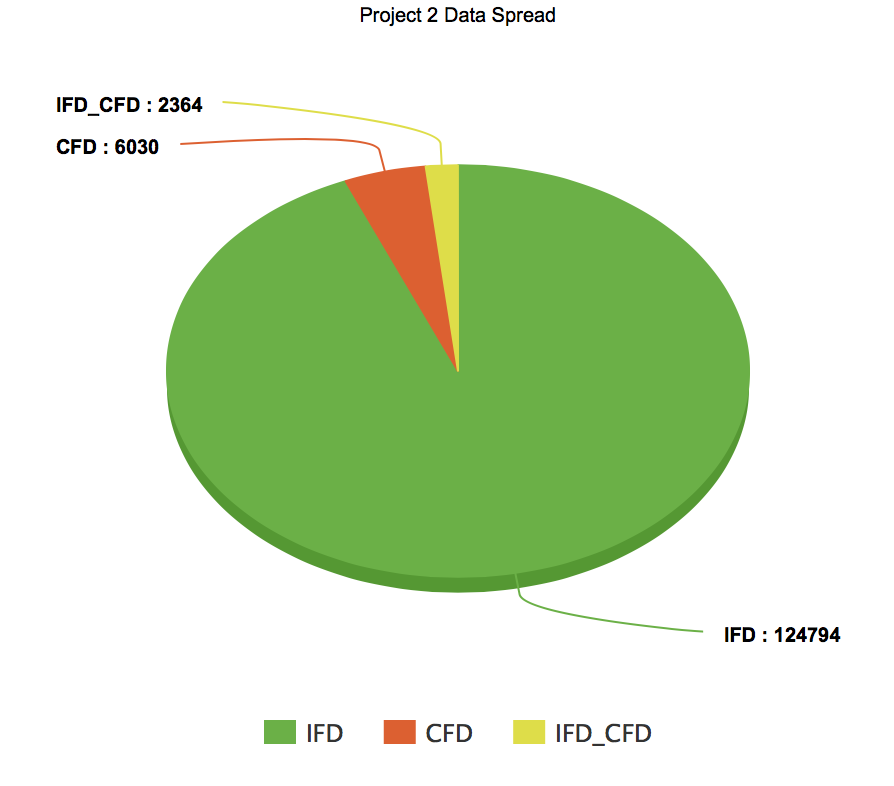 Project 2 Data Spread
IFD_CFD : 2364
CFD : 6030
IFD : 124794
IFD CFD IFD_CFD